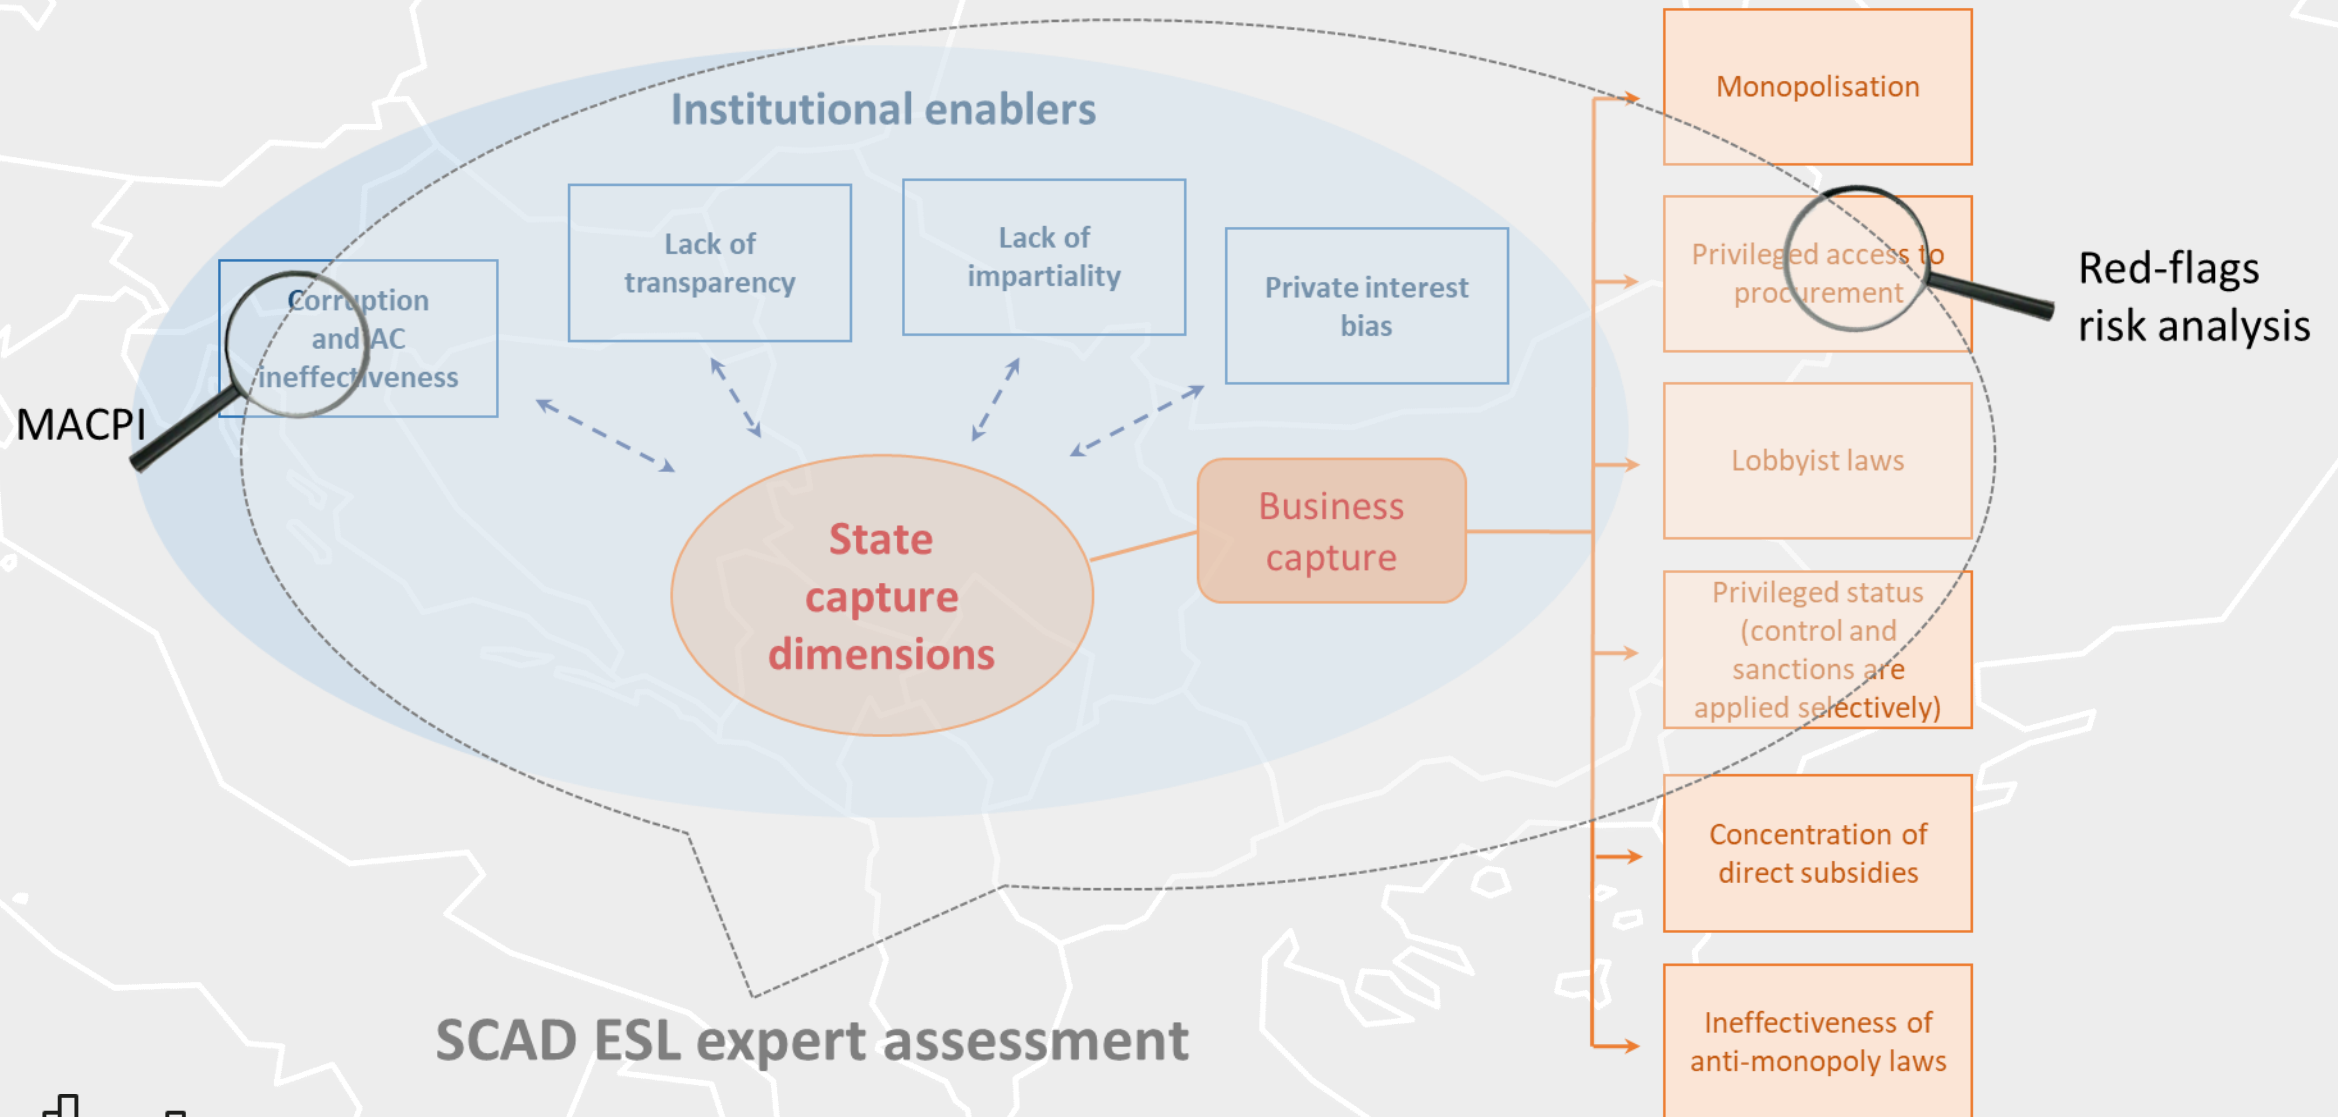 Institutional enablers
Corruption
and AC
ineffectiveness
Lack of
transparency
Lack of
impartiality
Private interest
bias
MACPI
State
capture
dimensions
Business
capture
Monopolisation
Privileged access to
procurement
Lobbyist laws
Privileged status
(control and
sanctions are
applied selectively)
Concentration of
direct subsidies
Ineffectiveness of
anti-monopoly laws
Red-flags
risk analysis
SCAD ESL expert assessment